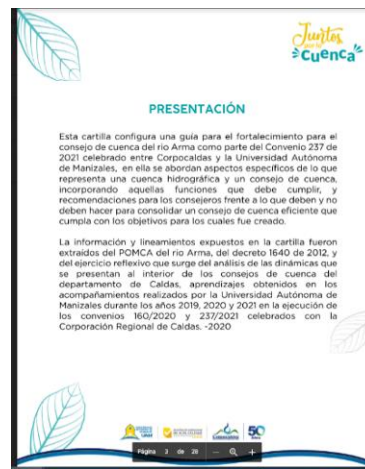 Juntos
Cuenca
PRESENTACIÓN
Esta cartilla configura una guía para el fortalecimiento para el
consejo de cuenca del rio Arma como parte del Convenio 237 de
2021 celebrado entre Corpocaldas y la Universidad Autónoma
de Manizales, en ella se abordan aspectos específicos de lo que
representa una cuenca hidrográfica y un consejo de cuenca,
incorporando aquellas funciones que debe cumplir, y
recomendaciones para los consejeros frente a lo que deben y no
deben hacer para consolidar un consejo de cuenca eficiente que
cumpla con los objetivos para los cuales fue creado.
La información y lineamientos expuestos en la cartilla fueron
extraídos del POMCA del rio Arma, del decreto 1640 de 2012, y
del ejercicio reflexivo que surge del análisis de las dinámicas que
se presentan al interior de los consejos de cuenca del
departamento de Caldas, aprendizajes obtenidos en los
acompañamientos realizados por la Universidad Autónoma de
Manizales durante los años 2019, 2020 y 2021 en la ejecución de
los convenios 160/2020 y 237/2021 celebrados con la
Corporación Regional de Caldas. -2020
50
Página 3 de 28 — +